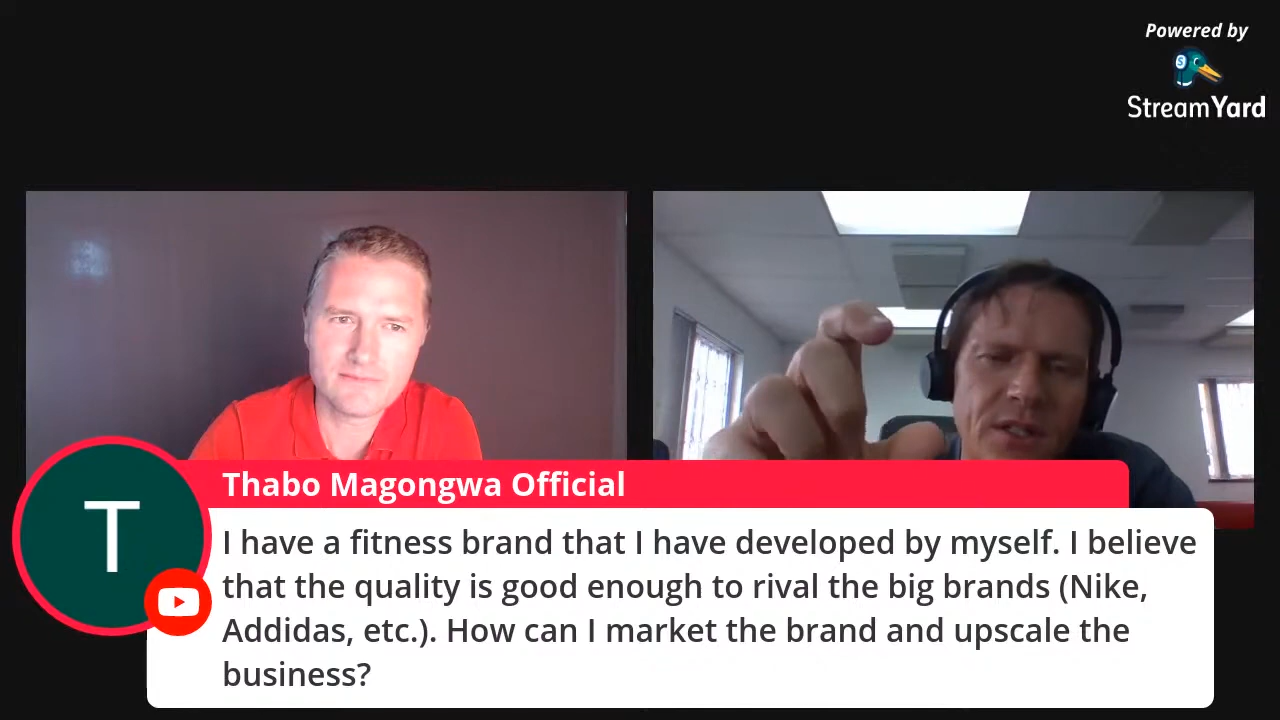 Powered by
StreamYard
Thabo Magongwa Official
T
I have a fitness brand that I have developed by myself. I believe
that the quality is good enough to rival the big brands (Nike,
Addidas, etc.). How can I market the brand and upscale the
business?